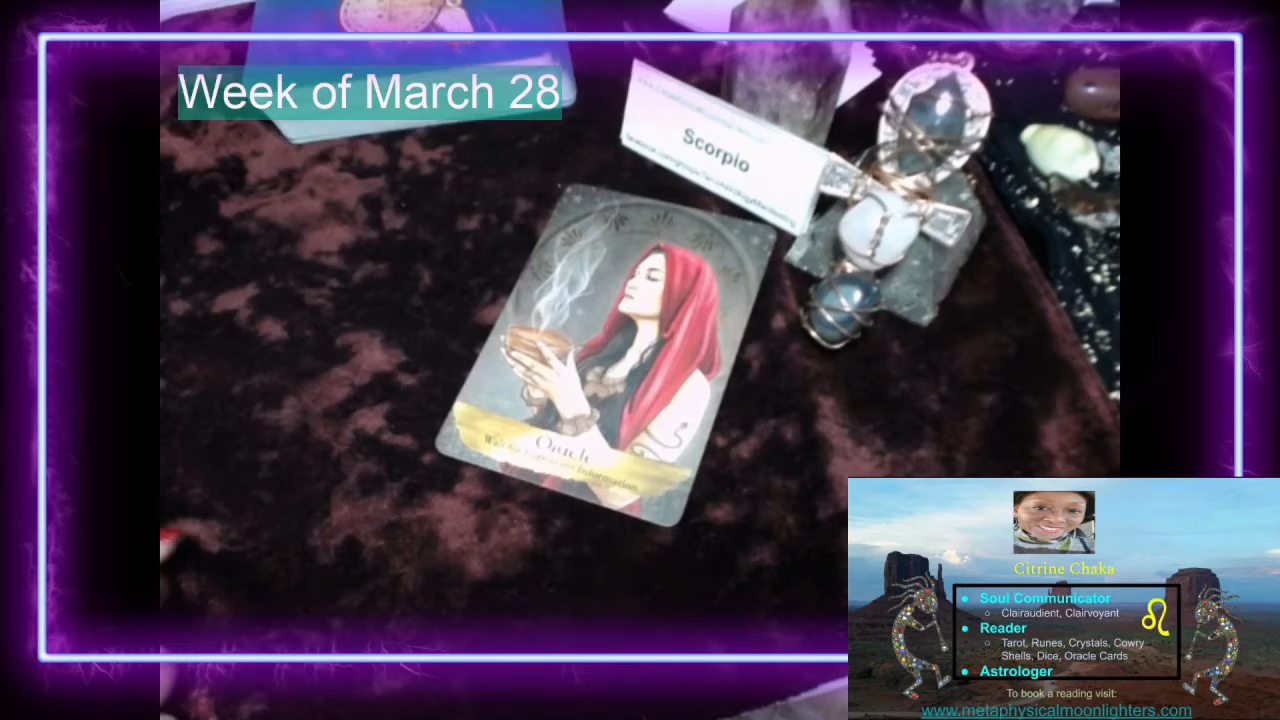 Week of March 28
Scorpio
Oracle
Information
Citrine Chaka
Soul Communicator
Clairaudient, Clairvoyant
Reader
Tarot, Runes, Crystals, Cowry
Shells, Dice, Oracle Cards
Astrologer
To book a reading visit:
www.metaphysicalmoonlighters.com